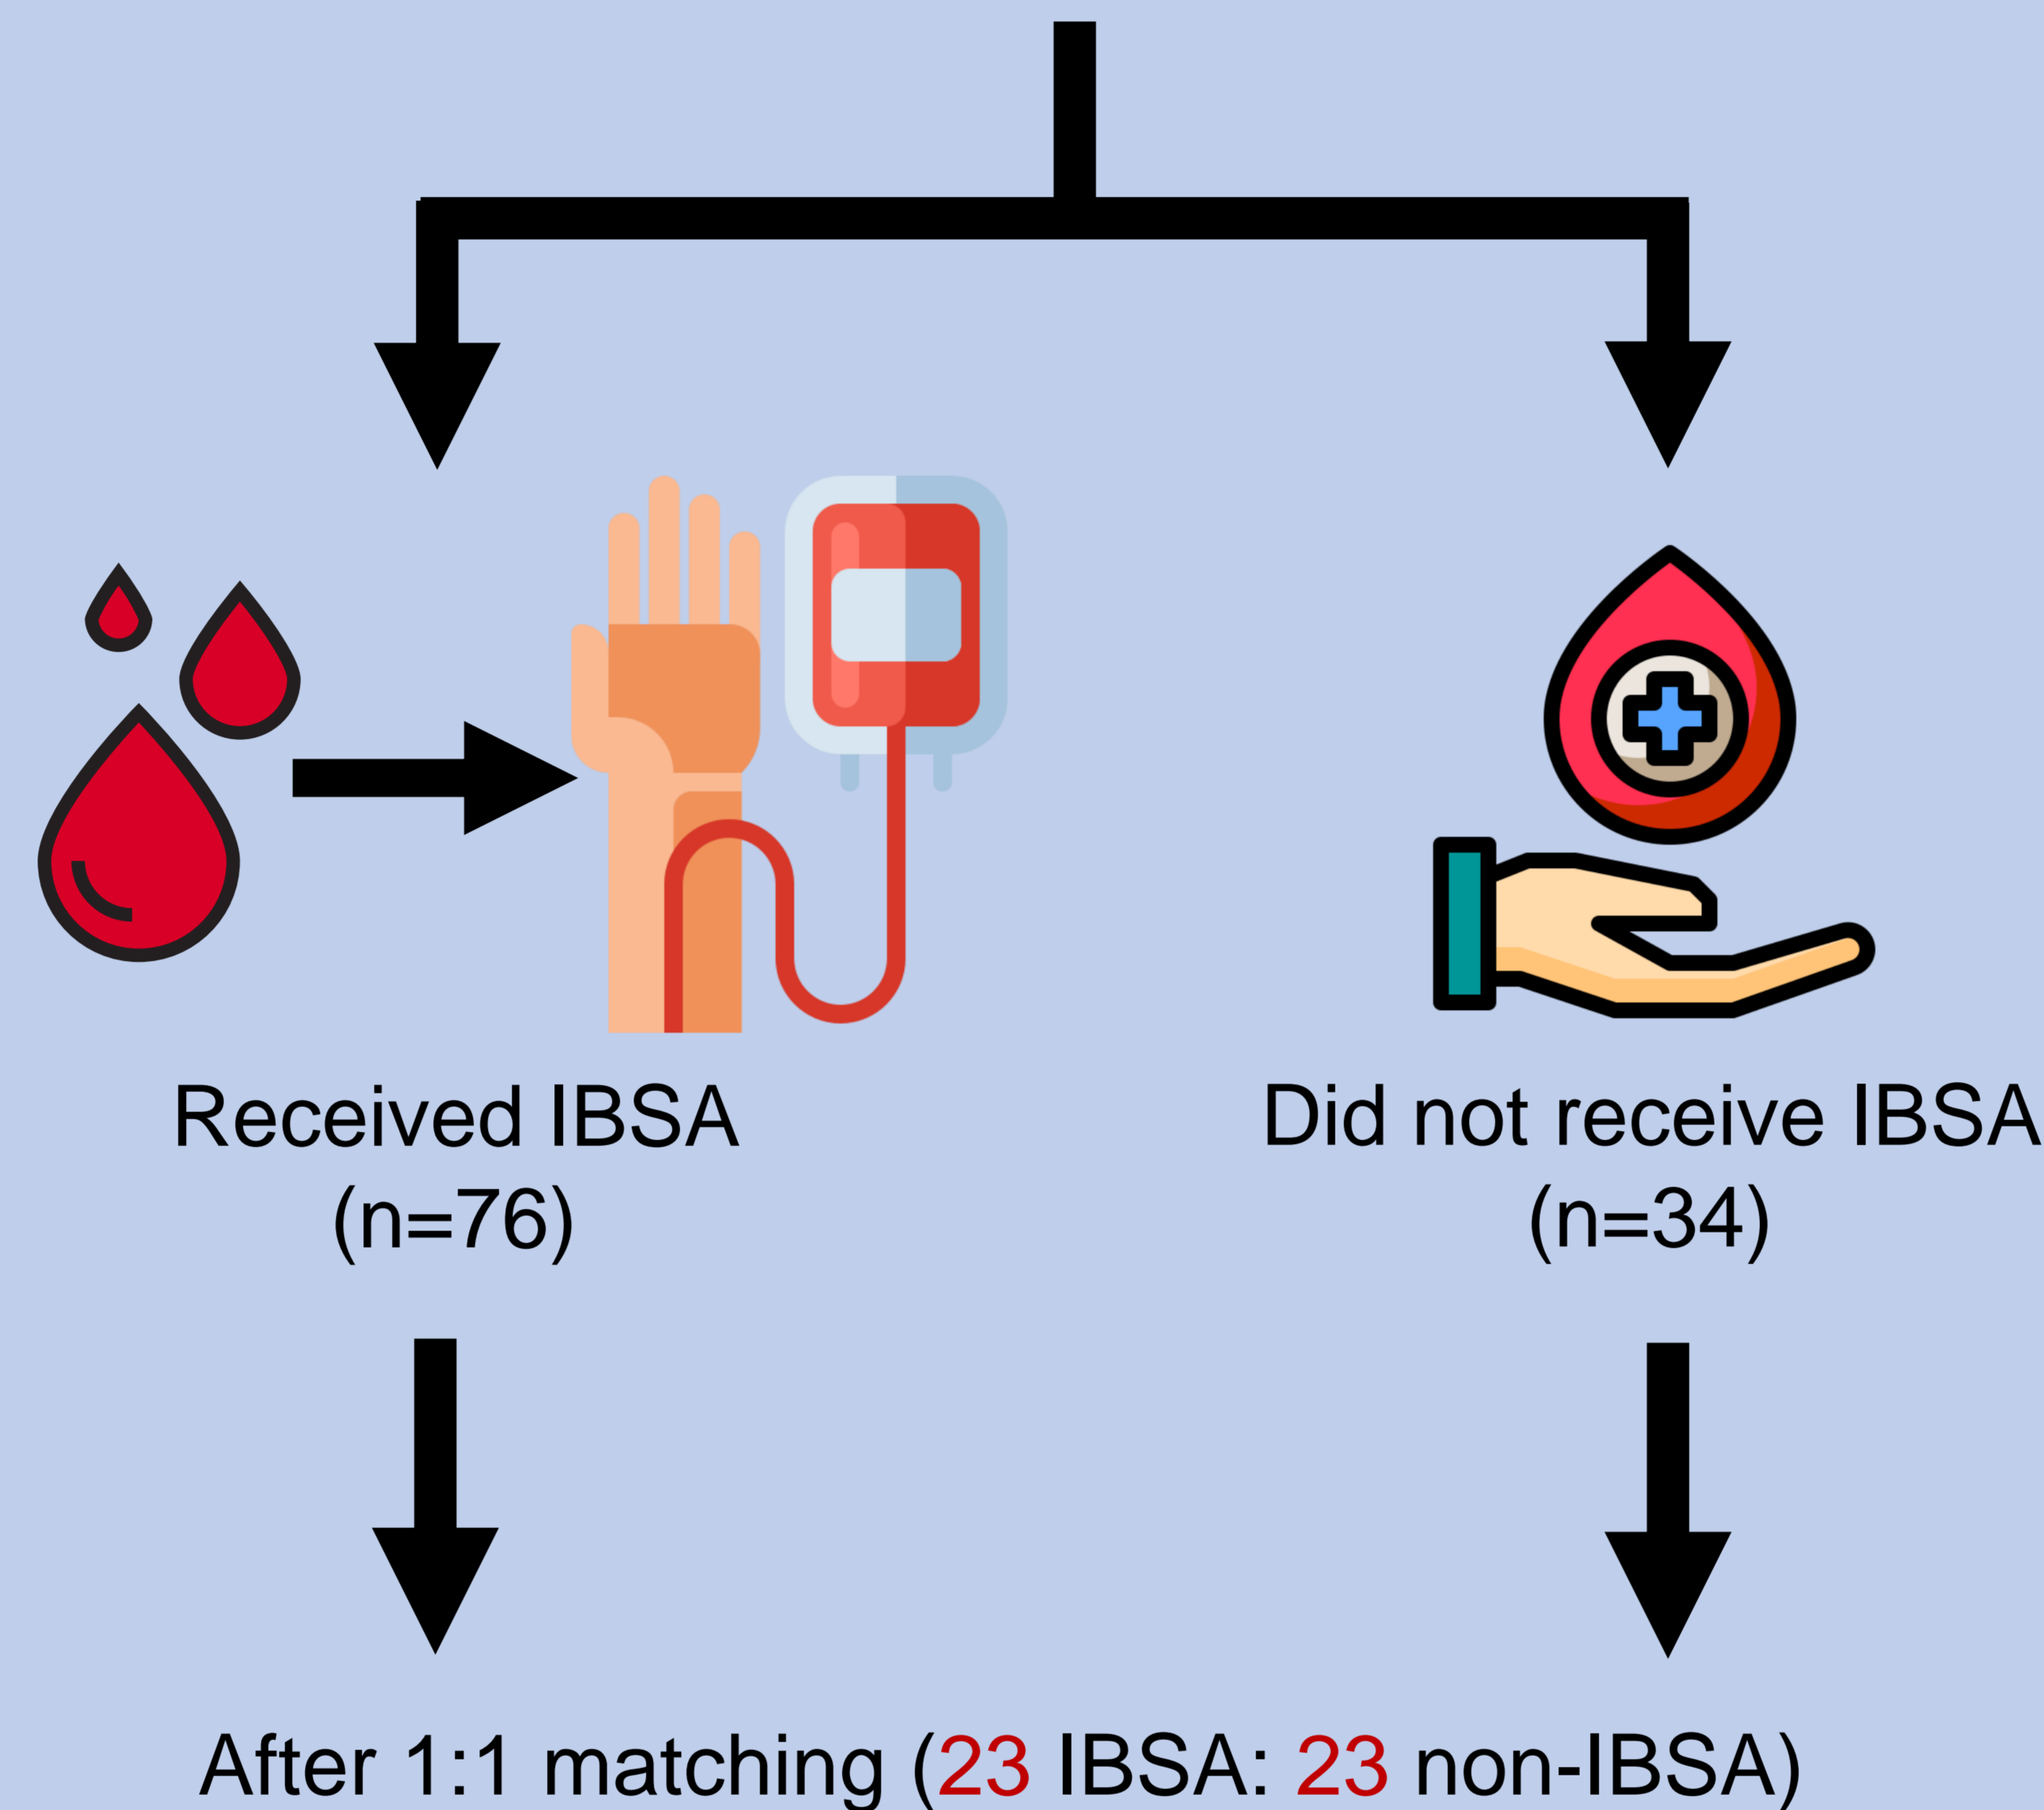 Received IBSA
(n=76)
Did not receive IBSA
(n=34)
After 1:1 matching (23 IBSA: 23 non-IBSA)